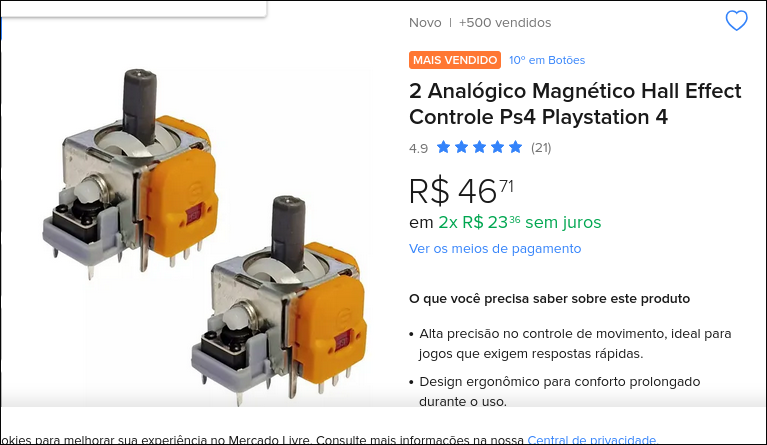 Novo | +500 vendidos
MAIS VENDIDO 10º em Botões
2 Analógico Magnético Hall Effect
Controle Ps4 Playstation 4
4.9 (21)
R$ 46 71
em 2x R$ 23 36 sem juros
Ver os meios de pagamento
O que você precisa saber sobre este produto
• Alta precisão no controle de movimento, ideal para
jogos que exigem respostas rápidas.
• Design ergonômico para conforto prolongado
durante o uso.
okies para melhorar sua experiência no Mercado Livre. Consulte mais informações na nossa Central de privacidade.